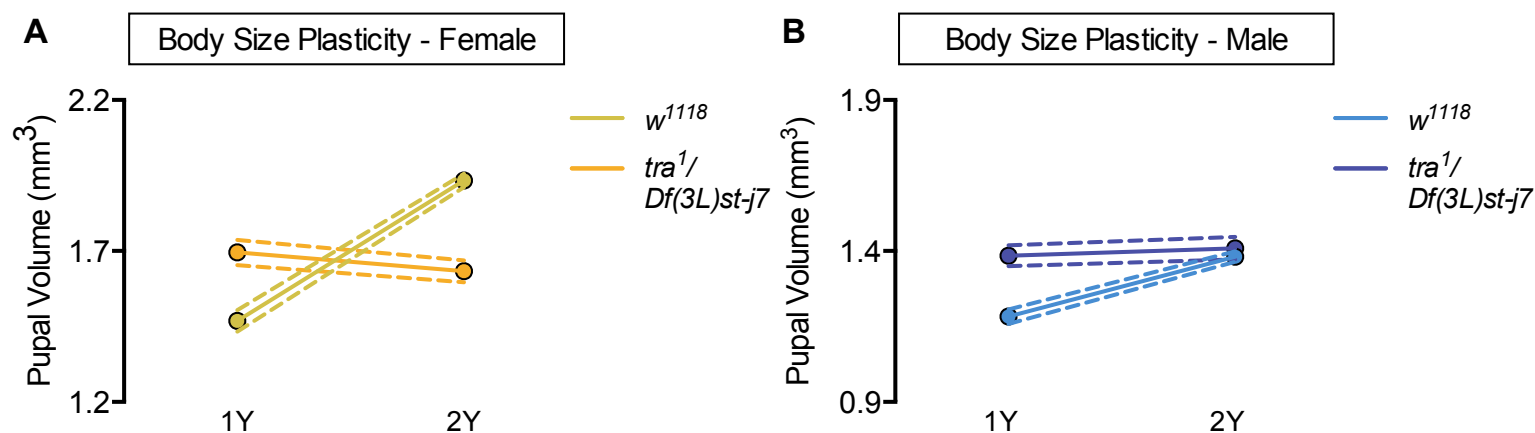 A
Body Size Plasticity - Female
Pupal Volume (mm³)
2.2
1.7
1.2
1Y
2Y
w¹¹¹⁸
tra¹/
Df(3L)st-j7
B
Body Size Plasticity - Male
Pupal Volume (mm³)
1.9
1.4
0.9
1Y
2Y
w¹¹¹⁸
tra¹/
Df(3L)st-j7